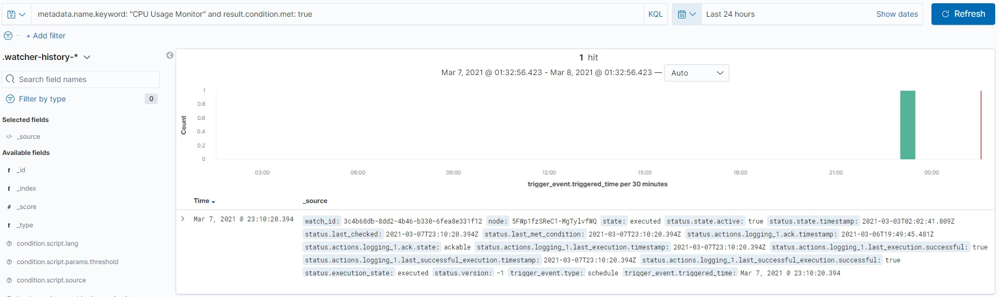 metadata.name.keyword: "CPU Usage Monitor" and result.condition.met: true KQL Last 24 hours Show dates Refresh
+ Add filter
.watcher-history-*
Search field names
Filter by type 0
Selected fields
_source
Available fields
t _id
t _index
# _score
t _type
condition.script.lang
condition.script.params.threshold
condition.script.source
1 hit
Mar 7, 2021 @ 01:32:56.423 - Mar 8, 2021 @ 01:32:56.423 — Auto
Count
1
0.8
0.6
0.4
0.2
0
03:00 06:00 09:00 12:00 15:00 18:00 21:00 00:00
trigger_event.triggered_time per 30 minutes
Time _source
Mar 7, 2021 @ 23:10:20.394
watch_id: 3c4b68db-8dd2-4b46-b330-6fea8e331f12 node: 5FWp1fzSReC1-MgTylvfWQ state: executed status.state.active: true status.state.timestamp: 2021-03-03T02:02:41.809Z
status.last_checked: 2021-03-07T23:10:20.394Z status.last_met_condition: 2021-03-07T23:10:20.394Z status.actions.logging_1.ack.timestamp: 2021-03-06T19:49:45.481Z
status.actions.logging_1.ack.state: ackable status.actions.logging_1.last_execution.timestamp: 2021-03-07T23:10:20.394Z status.actions.logging_1.last_execution.successful: true
status.actions.logging_1.last_successful_execution.timestamp: 2021-03-07T23:10:20.394Z status.actions.logging_1.last_successful_execution.successful: true
status.execution_state: executed status.version: -1 trigger_event.type: schedule trigger_event.triggered_time: Mar 7, 2021 @ 23:10:20.394